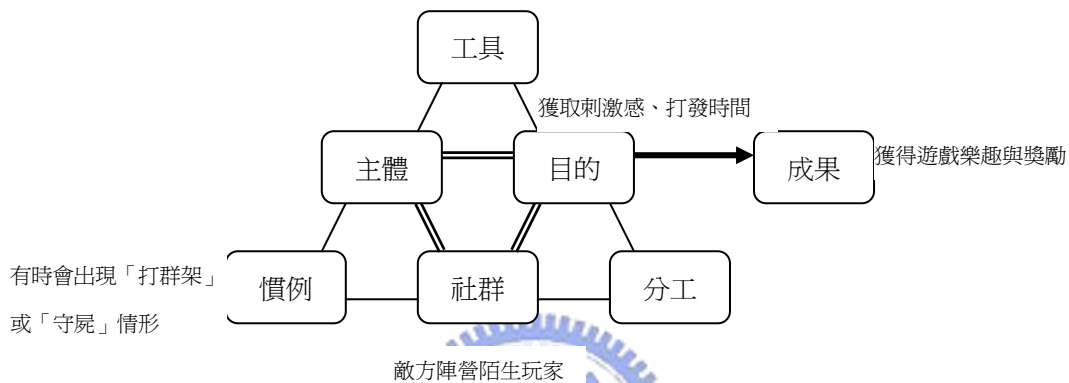 工具
獲取刺激感、打發時間
主體
目的
成果
獲得遊戲樂趣與獎勵
有時會出現「打群架」
或「守屍」情形
慣例
社群
分工
敵方陣營陌生玩家